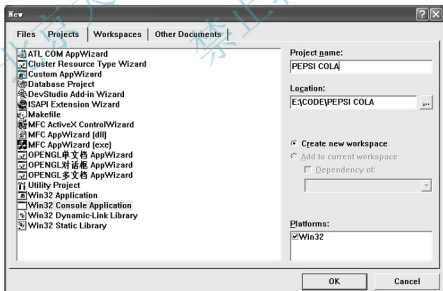 New
Files Projects Workspaces Other Documents
ATL COM AppWizard
Cluster Resource Type Wizard
Custom AppWizard
Database Project
DevStudio Add-in Wizard
ISAPI Extension Wizard
Makefile
MFC ActiveX ControlWizard
MFC AppWizard (dll)
MFC AppWizard (exe)
OPENGL单文档 AppWizard
OPENGL对话框 AppWizard
OPENGL多文档 AppWizard
Utility Project
Win32 Application
Win32 Console Application
Win32 Dynamic-Link Library
Win32 Static Library
Project name:
PEPSI COLA
Location:
E:\CODE\PEPSI COLA
...
Create new workspace
Add to current workspace
Dependency of:
Platforms:
Win32
OK Cancel